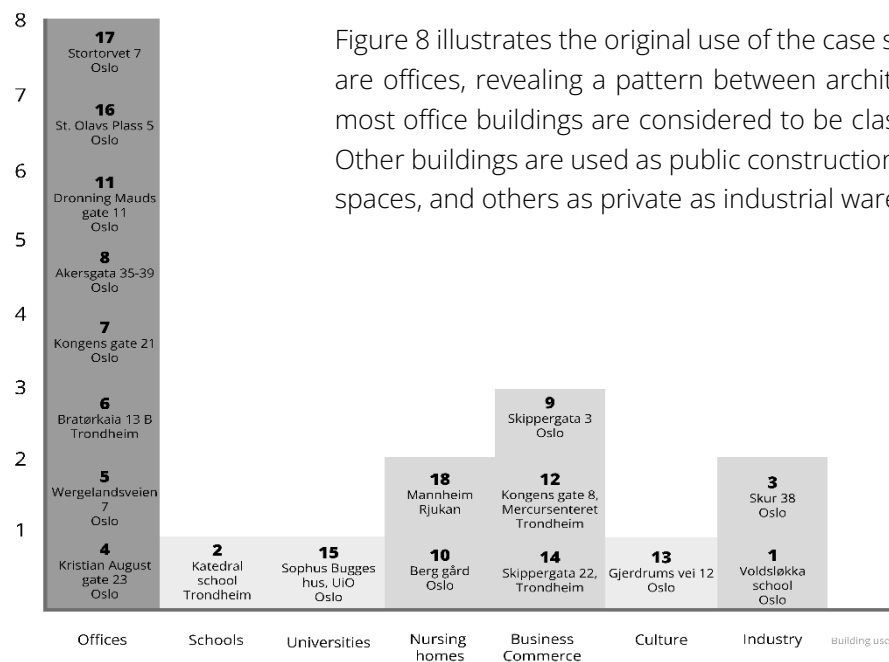 Figure 8 illustrates the original use of the case s
are offices, revealing a pattern between archit
most office buildings are considered to be clas
Other buildings are used as public construction
spaces, and others as private as industrial ware
8
7
6
5
4
3
2
1
17
Stortorvet 7
Oslo
16
St. Olavs Plass 5
Oslo
11
Dronning Mauds
gate 11
Oslo
8
Akersgata 35-39
Oslo
7
Kongens gate 21
Oslo
6
Bratørkaia 13 B
Trondheim
5
Wergelandsveien
7
Oslo
4
Kristian August
gate 23
Oslo
2
Katedral
school
Trondheim
15
Sophus Bugges
hus, UiO
Oslo
18
Mannheim
Rjukan
10
Berg gård
Oslo
9
Skippergata 3
Oslo
12
Kongens gate 8,
Mercursenteret
Trondheim
14
Skippergata 22,
Trondheim
13
Gjerdrums vei 12
Oslo
3
Skur 38
Oslo
1
Voldsløkka
school
Oslo
Offices
Schools
Universities
Nursing
homes
Business
Commerce
Culture
Industry
Building use